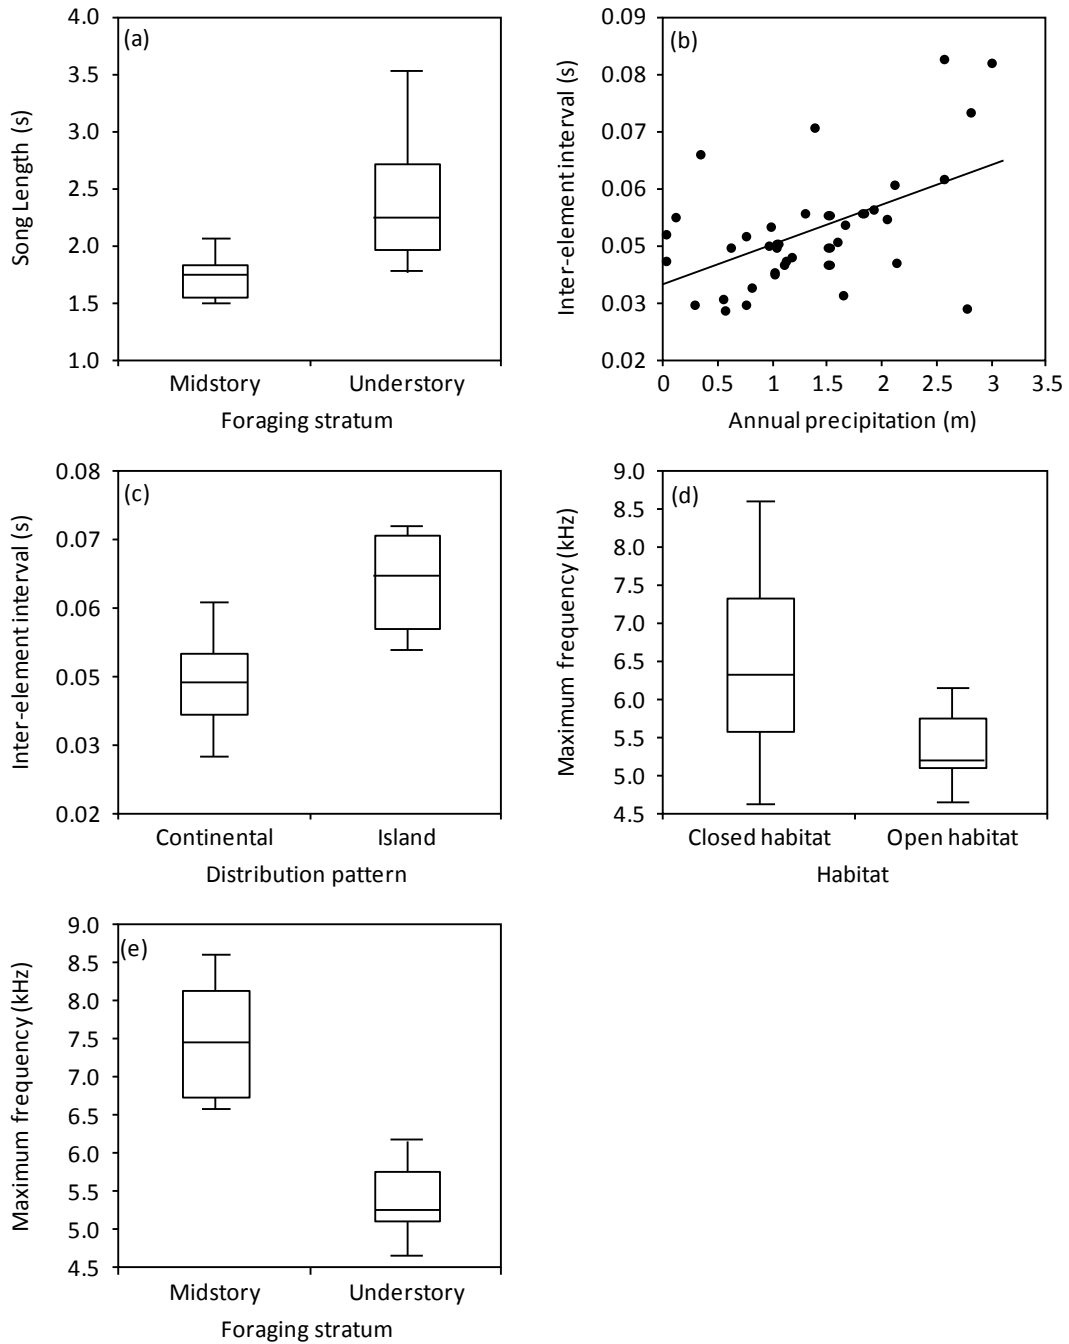 (a)
Song Length (s)
4.0
3.5
3.0
2.5
2.0
1.5
1.0
Midstory Understory
Foraging stratum
(b)
Inter-element interval (s)
0.09
0.08
0.07
0.06
0.05
0.03
0.02
0 0.5 1 1.5 2 2.5 3 3.5
Annual precipitation (m)
(c)
Inter-element interval (s)
0.08
0.07
0.06
0.05
0.03
0.02
Continental Island
Distribution pattern
(d)
Maximum frequency (kHz)
9.0
8.5
8.0
7.5
7.0
6.5
6.0
5.5
5.0
4.5
Closed habitat Open habitat
Habitat
(e)
Maximum frequency (kHz)
9.0
8.5
8.0
7.5
7.0
6.5
6.0
5.5
5.0
4.5
Midstory Understory
Foraging stratum